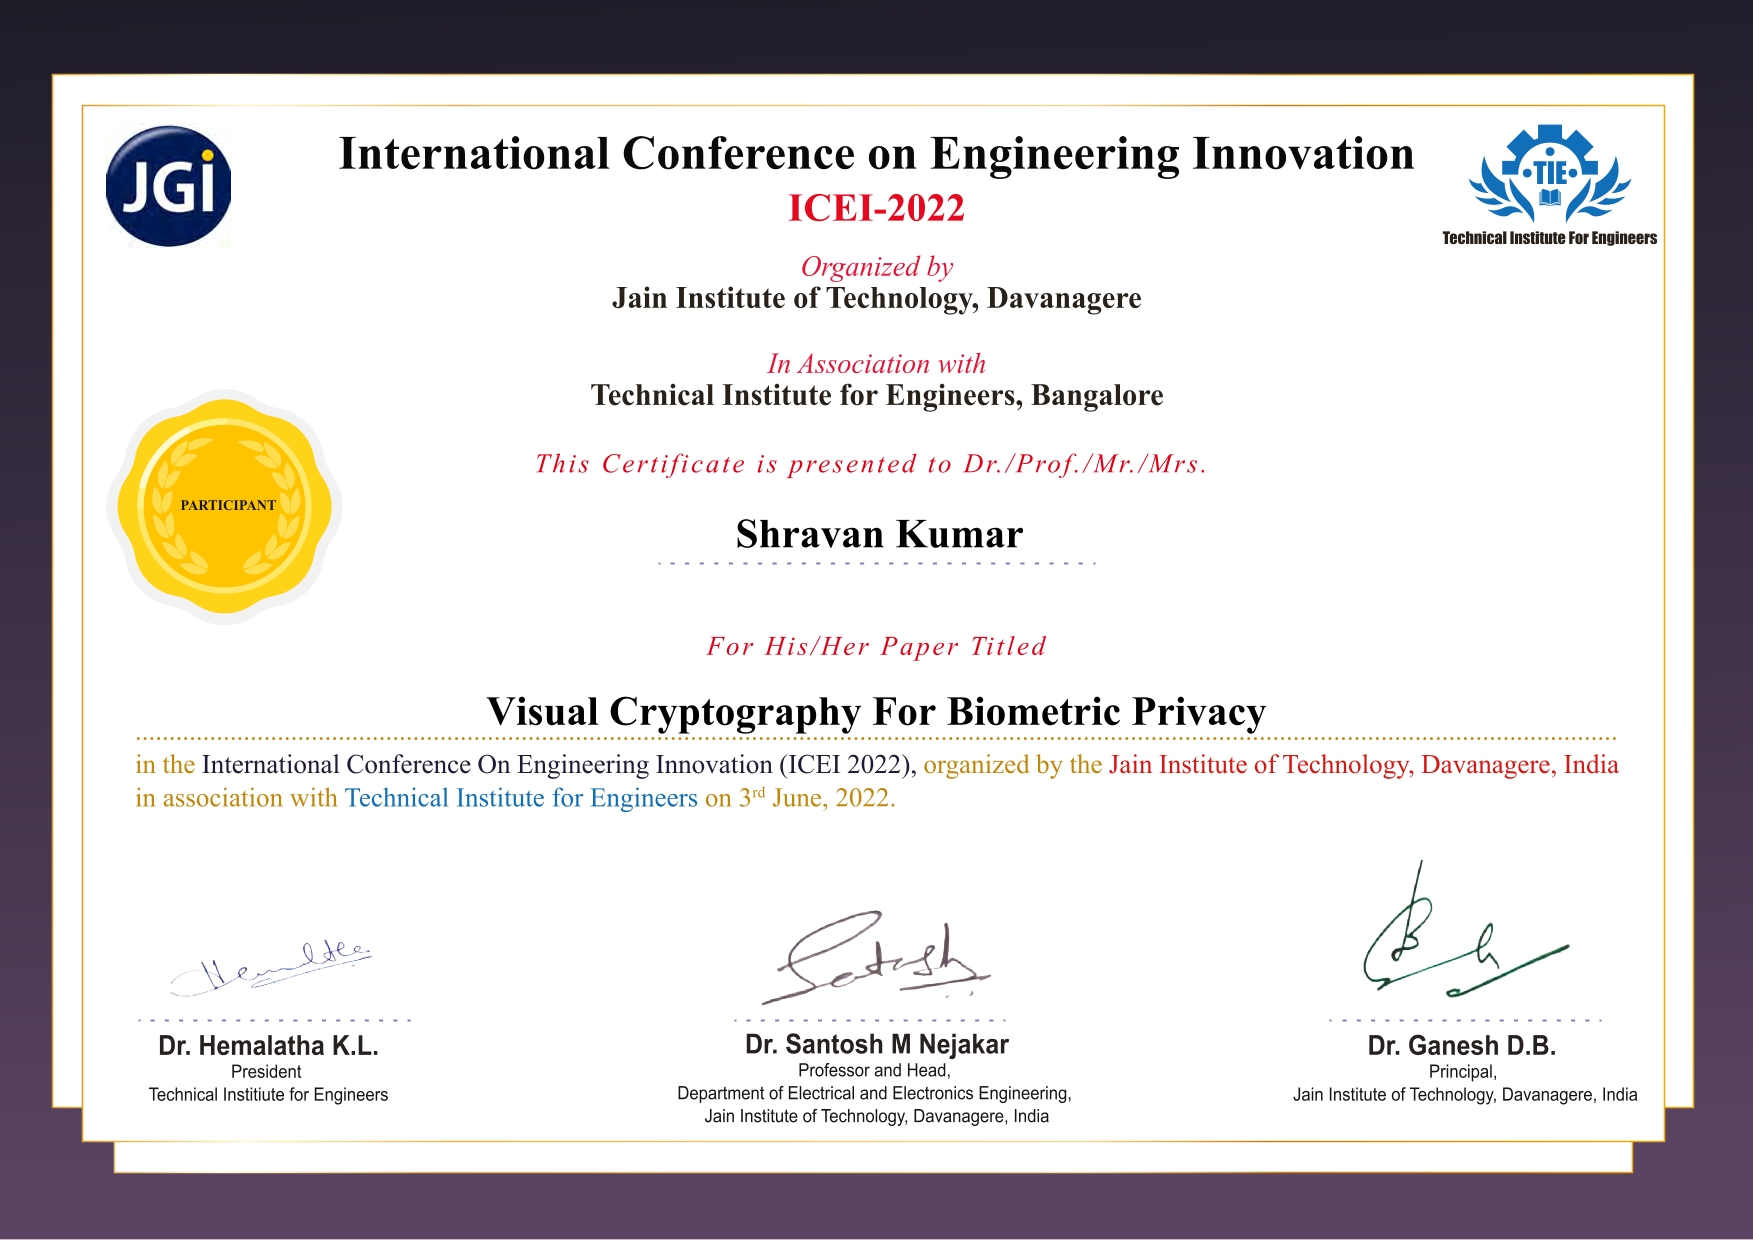 JGi
International Conference on Engineering Innovation
ICEI-2022
TIE
Technical Institute For Engineers
Organized by
Jain Institute of Technology, Davanagere
In Association with
Technical Institute for Engineers, Bangalore
This Certificate is presented to Dr./Prof./Mr./Mrs.
PARTICIPANT
Shravan Kumar
For His/Her Paper Titled
Visual Cryptography For Biometric Privacy
in the International Conference On Engineering Innovation (ICEI 2022), organized by the Jain Institute of Technology, Davanagere, India
in association with Technical Institute for Engineers on 3rd June, 2022.
Hemalatha
Santosh
Dr. Hemalatha K.L.
President
Technical Institiute for Engineers
Dr. Santosh M Nejakar
Professor and Head,
Department of Electrical and Electronics Engineering,
Jain Institute of Technology, Davanagere, India
Dr. Ganesh D.B.
Principal,
Jain Institute of Technology, Davanagere, India